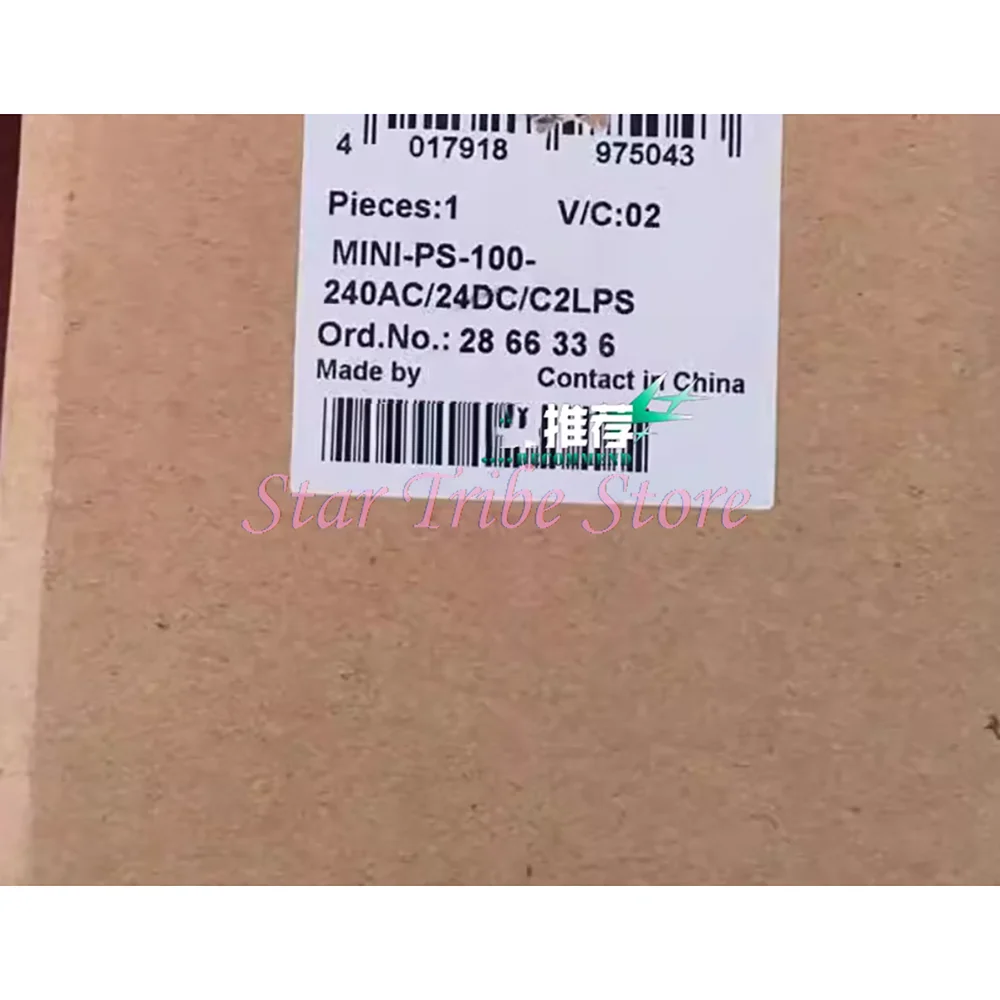 4 017918 975043
Pieces:1 V/C:02
MINI-PS-100-
240AC/24DC/C2LPS
Ord.No.: 28 66 33 6
Made by Contact in China
推荐
Star Tribe Store